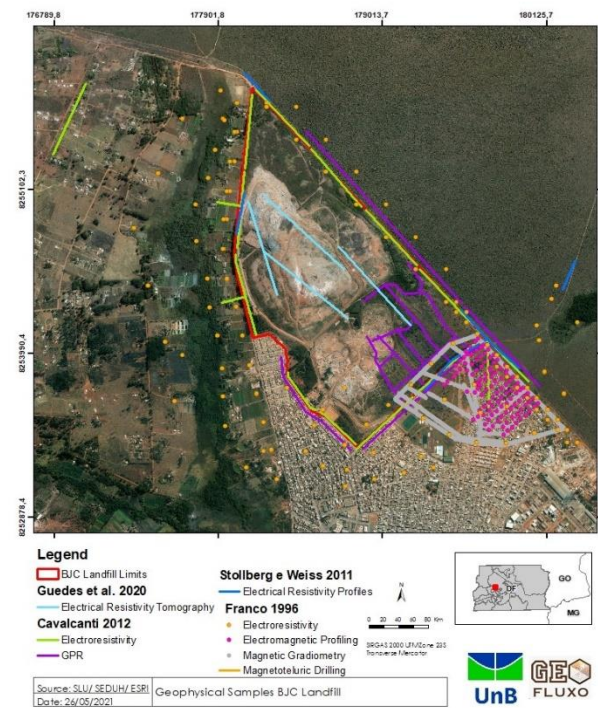 176789,8 177901,8 179013,7 180125,7
8255102,3
8253990,4
8252878,4
Legend
BJC Landfill Limits
Guedes et al. 2020
Electrical Resistivity Tomography
Cavalcanti 2012
Electroresistivity
GPR
Stollberg e Weiss 2011
Electrical Resistivity Profiles
Franco 1996
Electroresistivity
Electromagnetic Profiling
Magnetic Gradiometry
Magnetoteluric Drilling
N
0 20 40 60 80 Km
SIRGAS 2000 UTM/Zone 23S
Transverse Mercator
GO
DF
MG
Source: SLU/ SEDUH/ ESRI
Date: 26/05/2021
Geophysical Samples BJC Landfill
UnB
GEO
FLUXO